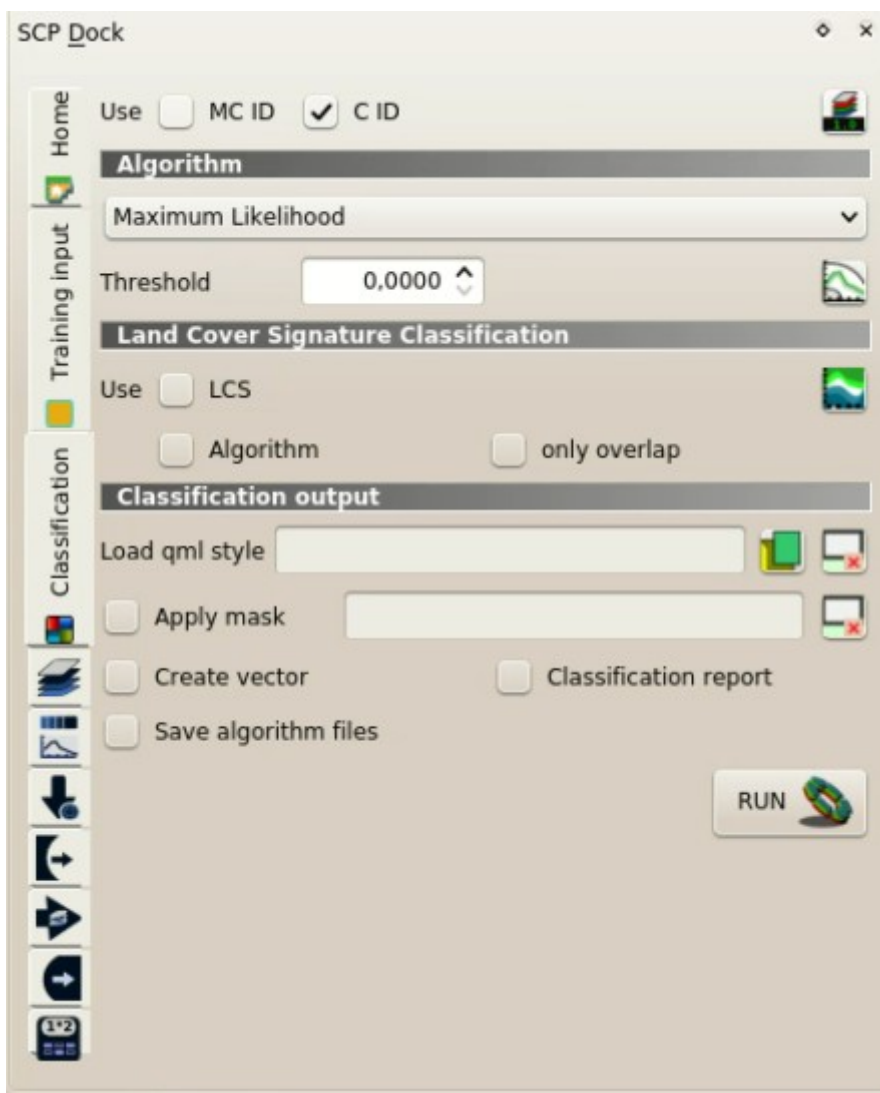 SCP Dock
Home
Training input
Classification
Use MC ID C ID
Algorithm
Maximum Likelihood
Threshold 0,0000
Land Cover Signature Classification
Use LCS
Algorithm only overlap
Classification output
Load qml style
Apply mask
Create vector Classification report
Save algorithm files
RUN
1*2